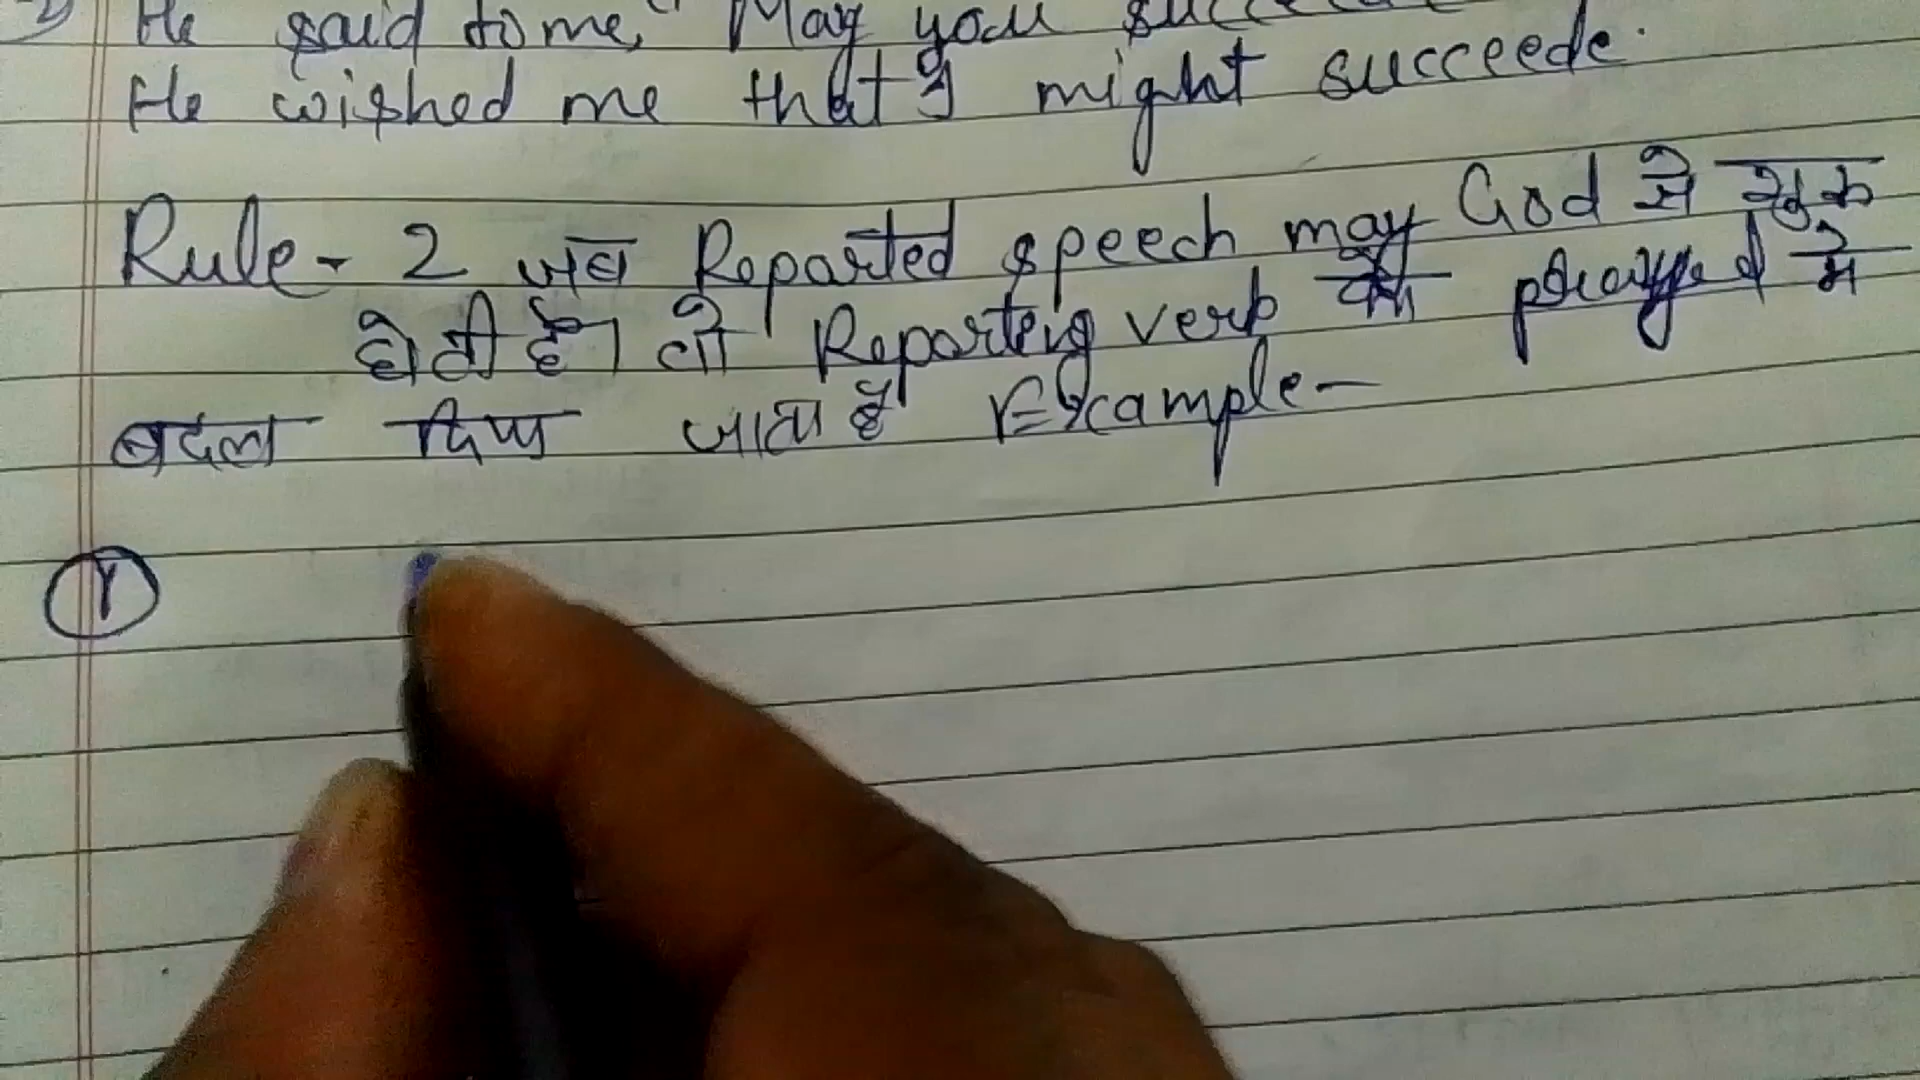 He said to me, "May you
He wished me that I might succeede.
Rule - 2 जब Reported speech may God से शुरू
होती है। तो Reporting verb को prayed में
बदल दिया जाता है Example-
1